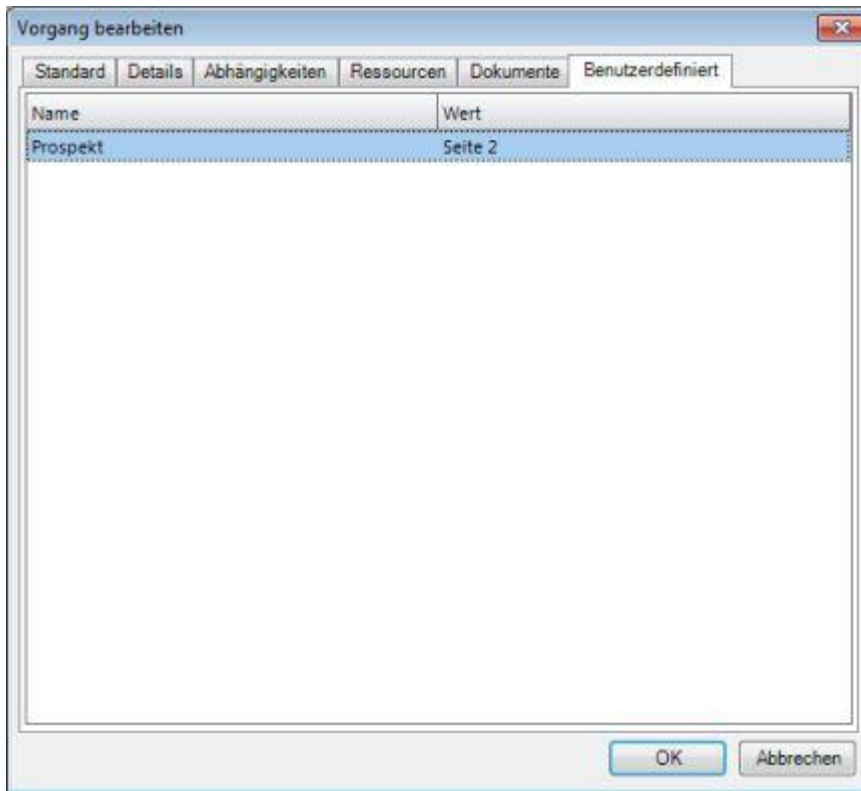 Vorgang bearbeiten
Standard Details Abhängigkeiten Ressourcen Dokumente Benutzerdefiniert
Name Wert
Prospekt Seite 2
OK Abbrechen